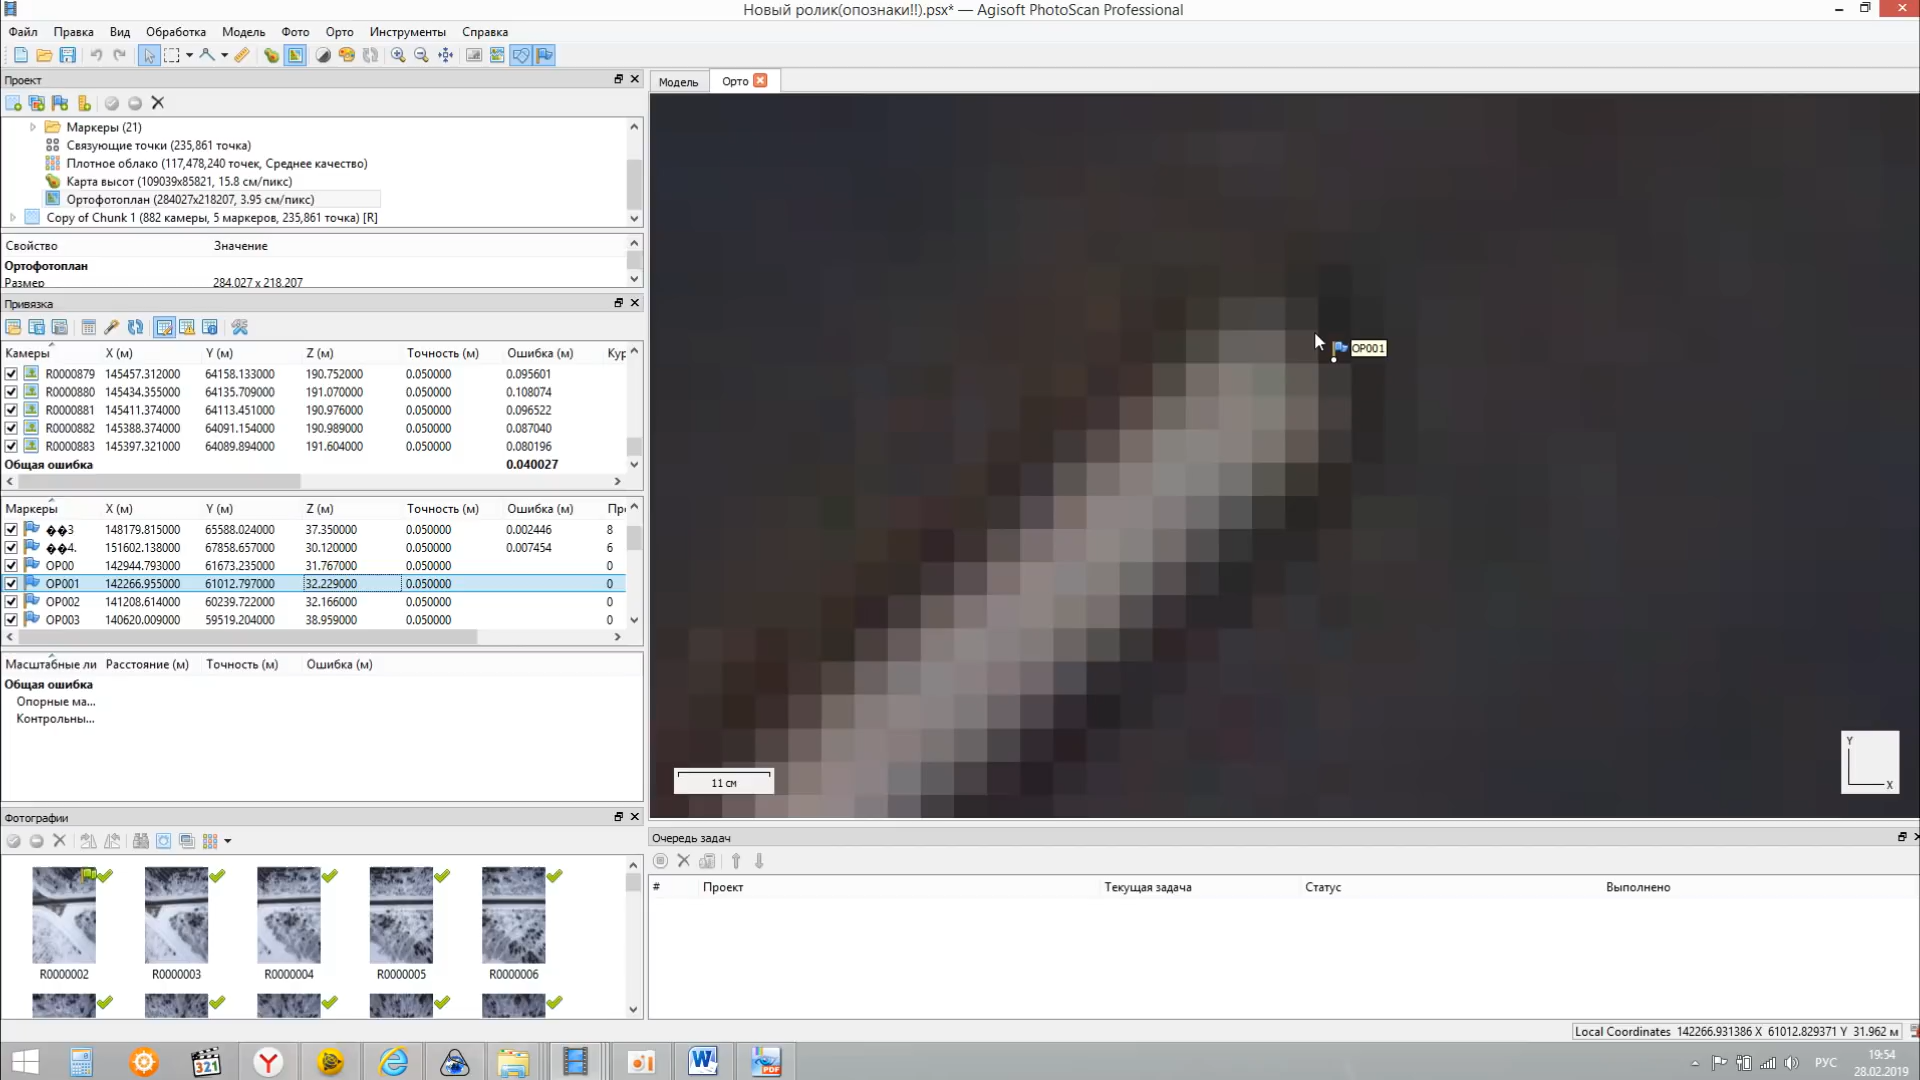 Новый ролик(опознаки!!).psx* — Agisoft PhotoScan Professional
Файл Правка Вид Обработка Модель Фото Орто Инструменты Справка
Проект
Маркеры (21)
Связующие точки (235,861 точка)
Плотное облако (117,478,240 точек, Среднее качество)
Карта высот (109039x85821, 15.8 см/пикс)
Ортофотоплан (284027x218207, 3.95 см/пикс)
Copy of Chunk 1 (882 камеры, 5 маркеров, 235,861 точка) [R]
Свойство Значение
Ортофотоплан
Размер 284.027 x 218.207
Привязка
Камеры X (м) Y (м) Z (м) Точность (м) Ошибка (м) Кур
R0000879 145457.312000 64158.133000 190.752000 0.050000 0.095601
R0000880 145434.355000 64135.709000 191.070000 0.050000 0.108074
R0000881 145411.374000 64113.451000 190.976000 0.050000 0.096522
R0000882 145388.374000 64091.154000 190.989000 0.050000 0.087040
R0000883 145397.321000 64089.894000 191.604000 0.050000 0.080196
Общая ошибка 0.040027
Маркеры X (м) Y (м) Z (м) Точность (м) Ошибка (м) Пр
��3 148179.815000 65588.024000 37.350000 0.050000 0.002446 8
��4. 151602.138000 67858.657000 30.120000 0.050000 0.007454 6
OP00 142944.793000 61673.235000 31.767000 0.050000 0
OP001 142266.955000 61012.797000 32.229000 0.050000 0
OP002 141208.614000 60239.722000 32.166000 0.050000 0
OP003 140620.009000 59519.204000 38.959000 0.050000 0
Масштабные ли Расстояние (м) Точность (м) Ошибка (м)
Общая ошибка
Опорные ма...
Контрольны...
Фотографии
R0000002 R0000003 R0000004 R0000005 R0000006
Модель Орто
OP001
11 см
Y
X
Очередь задач
# Проект Текущая задача Статус Выполнено
Local Coordinates 142266.931386 X 61012.829371 Y 31.962 м
321
PDF
РУС
19:54
28.02.2019